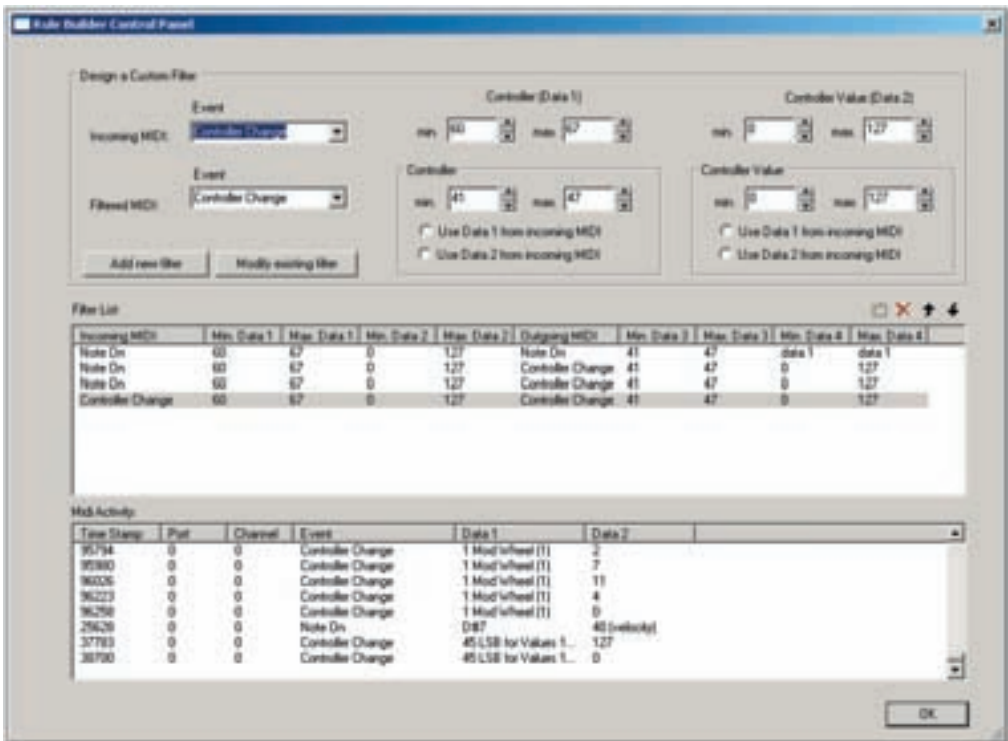 Rule Builder Control Panel
Design a Custom Filter
Event
Controller (Data 1)
Controller Value (Data 2)
Incoming MIDI:
Controller Change
min. 60
max. 67
min. 0
max. 127
Event
Controller
Controller Value
Filtered MIDI:
Controller Change
min. 41
max. 47
min. 0
max. 127
Use Data 1 from incoming MIDI
Use Data 1 from incoming MIDI
Use Data 2 from incoming MIDI
Use Data 2 from incoming MIDI
Add new filter
Modify existing filter
Filter List:
Incoming MIDI Min. Data 1 Max. Data 1 Min. Data 2 Max. Data 2 Outgoing MIDI Min. Data 3 Max. Data 3 Min. Data 4 Max. Data 4
Note On 60 67 0 127 Note On 41 47 data 1 data 1
Note On 60 67 0 127 Controller Change 41 47 0 127
Note On 60 67 0 127 Controller Change 41 47 0 127
Controller Change 60 67 0 127 Controller Change 41 47 0 127
Midi Activity:
Time Stamp Port Channel Event Data 1 Data 2
95794 0 0 Controller Change 1 Mod Wheel (1) 2
0 0 Controller Change 1 Mod Wheel (1) 7
96026 0 0 Controller Change 1 Mod Wheel (1) 11
96223 0 0 Controller Change 1 Mod Wheel (1) 4
96258 0 0 Controller Change 1 Mod Wheel (1) 0
25628 0 0 Note On D#7 40 (velocity)
37783 0 0 Controller Change 45 LSB for Values 1... 127
0 0 Controller Change 45 LSB for Values 1... 0
OK